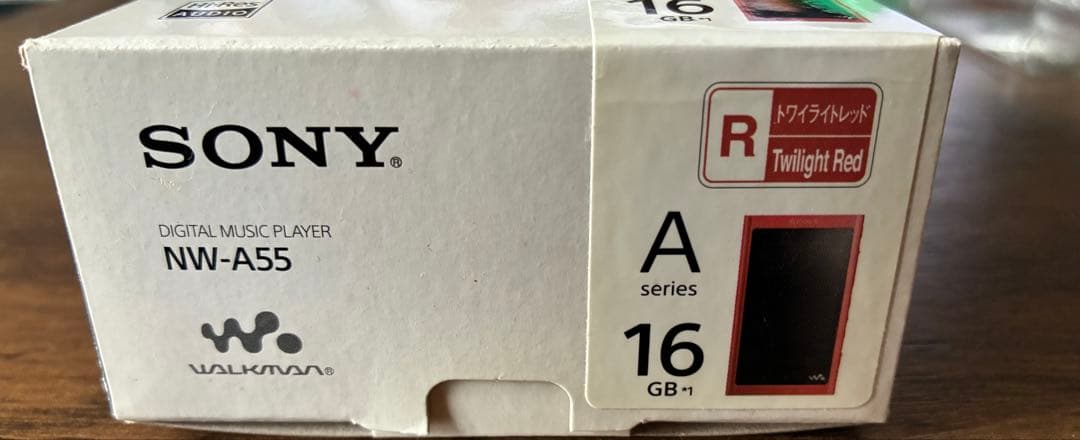 Hi-Res
AUDIO
SONY®
DIGITAL MUSIC PLAYER
NW-A55
WALKMAN®
16
GB*1
R
トワイライトレッド
Twilight Red
A
series
16
GB *1
SONY